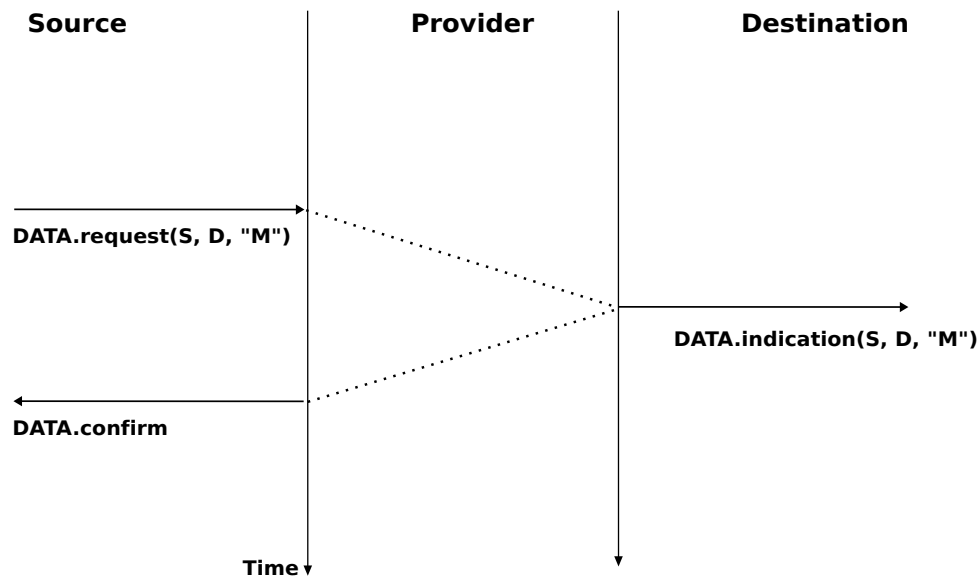 Source
Provider
Destination
DATA.request(S, D, "M")
DATA.indication(S, D, "M")
DATA.confirm
Time